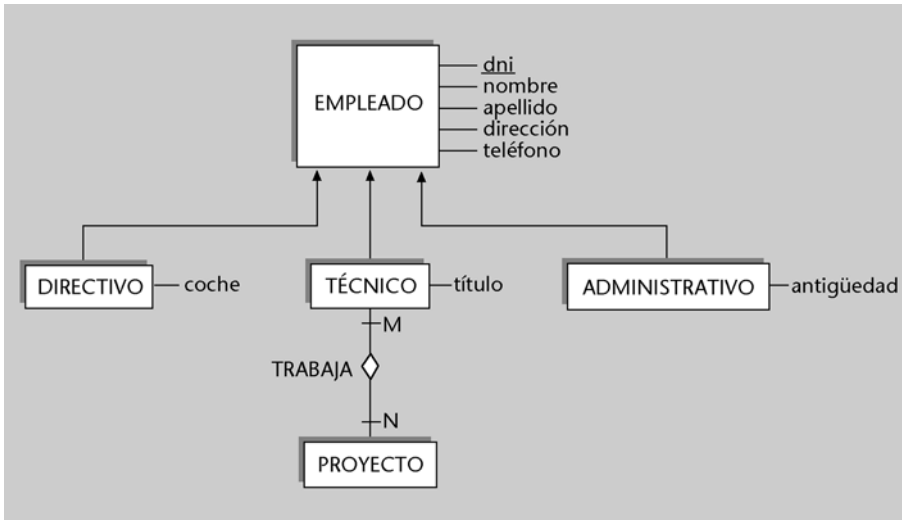 EMPLEADO
dni
nombre
apellido
dirección
teléfono
DIRECTIVO
coche
TÉCNICO
título
ADMINISTRATIVO
antigüedad
M
TRABAJA
N
PROYECTO